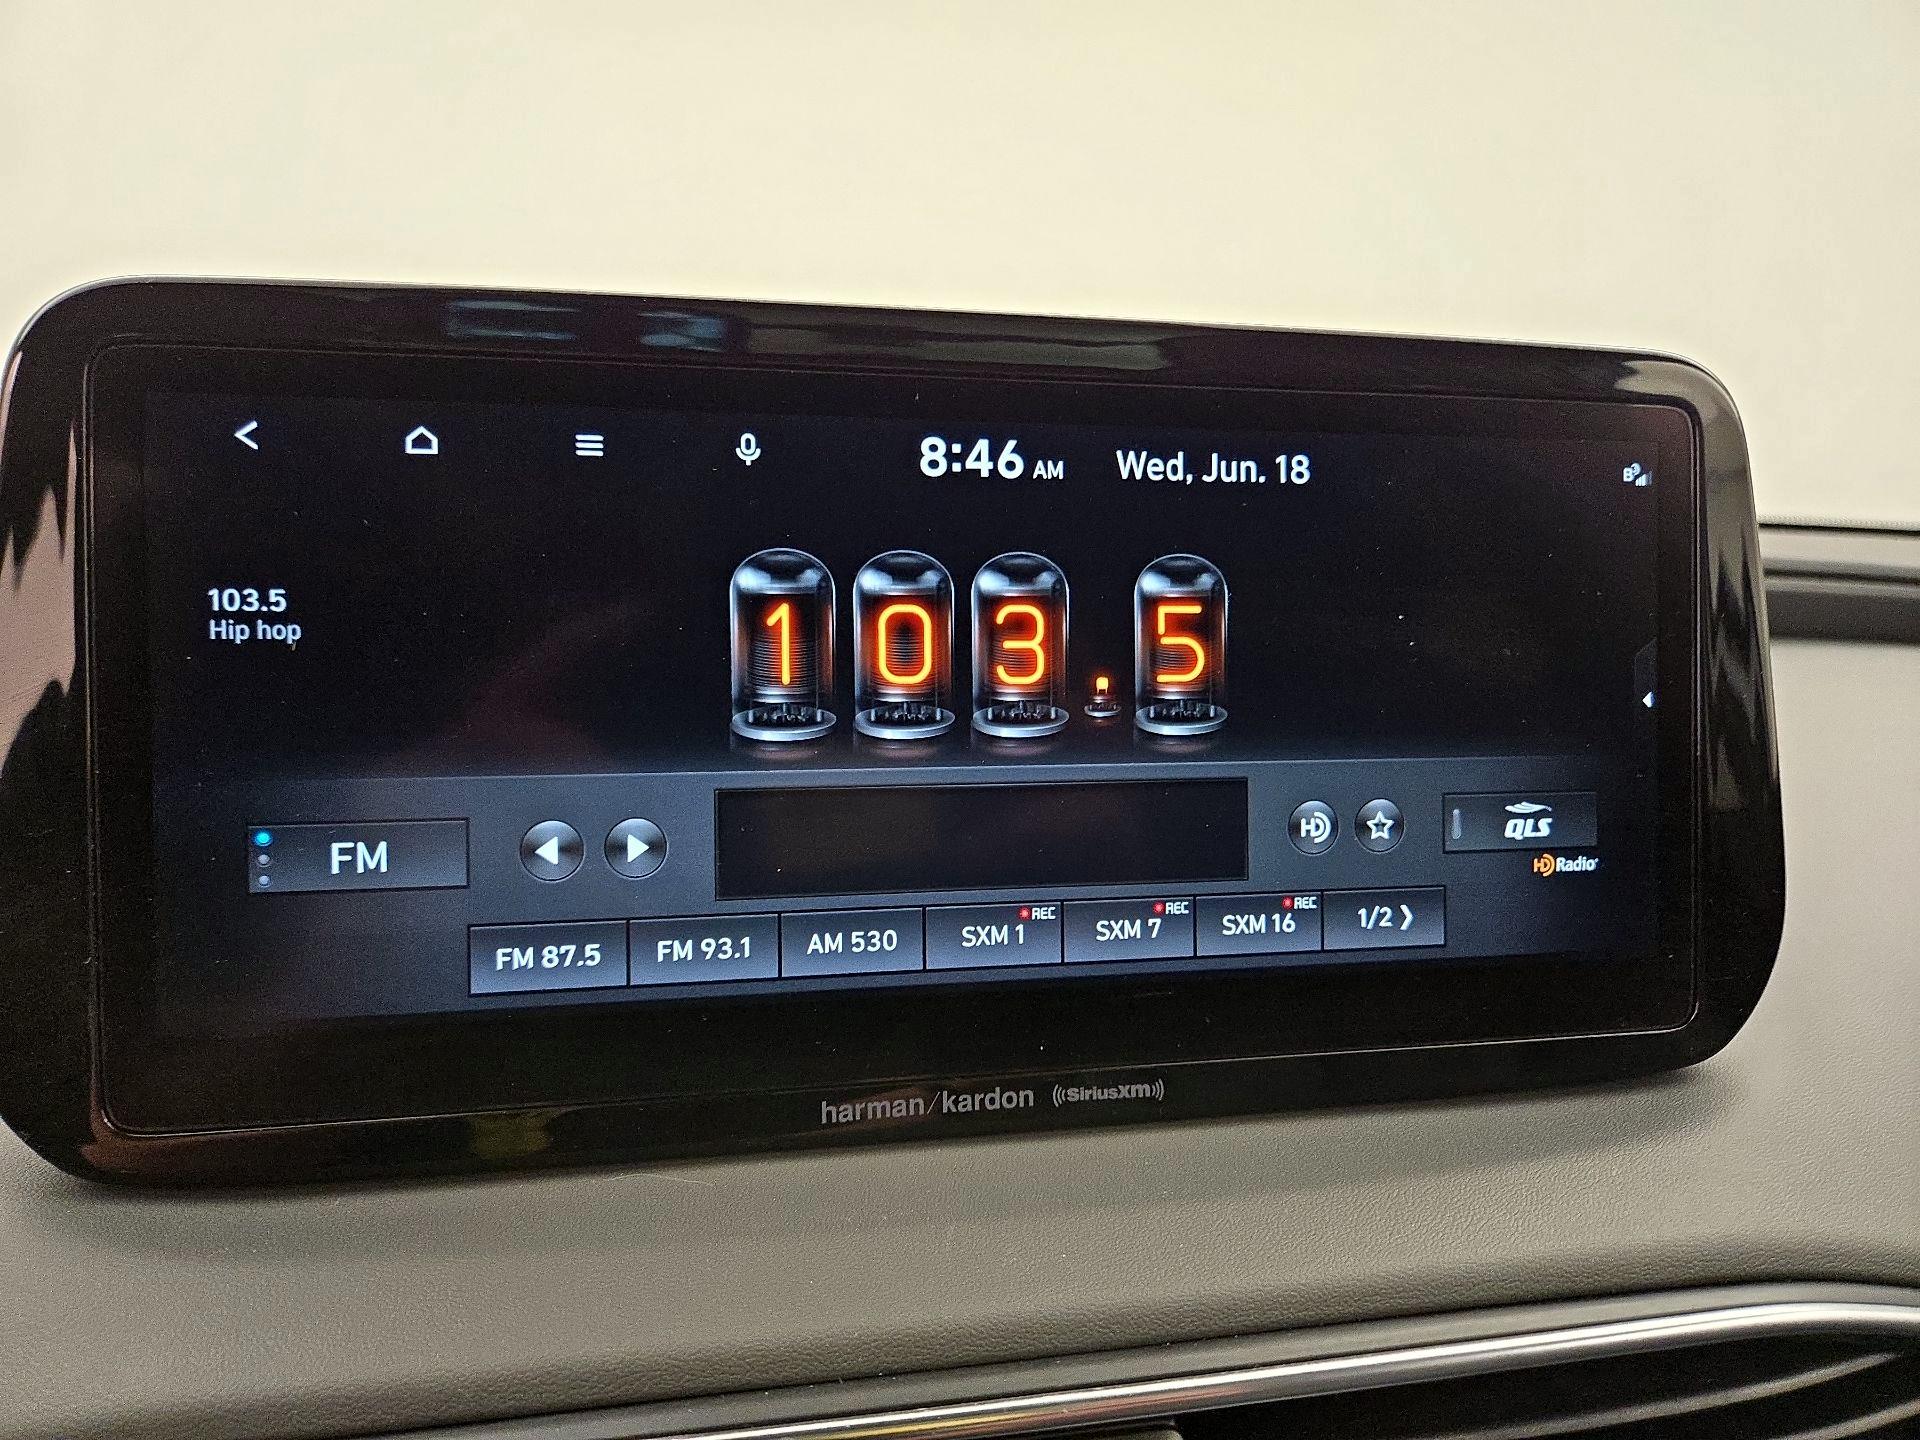 8:46 AM Wed, Jun. 18
103.5
Hip hop
103.5
FM
HD
QLS
HD Radio
FM 87.5
FM 93.1
AM 530
SXM 1 REC
SXM 7 REC
SXM 16 REC
1/2 ❯
harman/kardon ((SiriusXM))